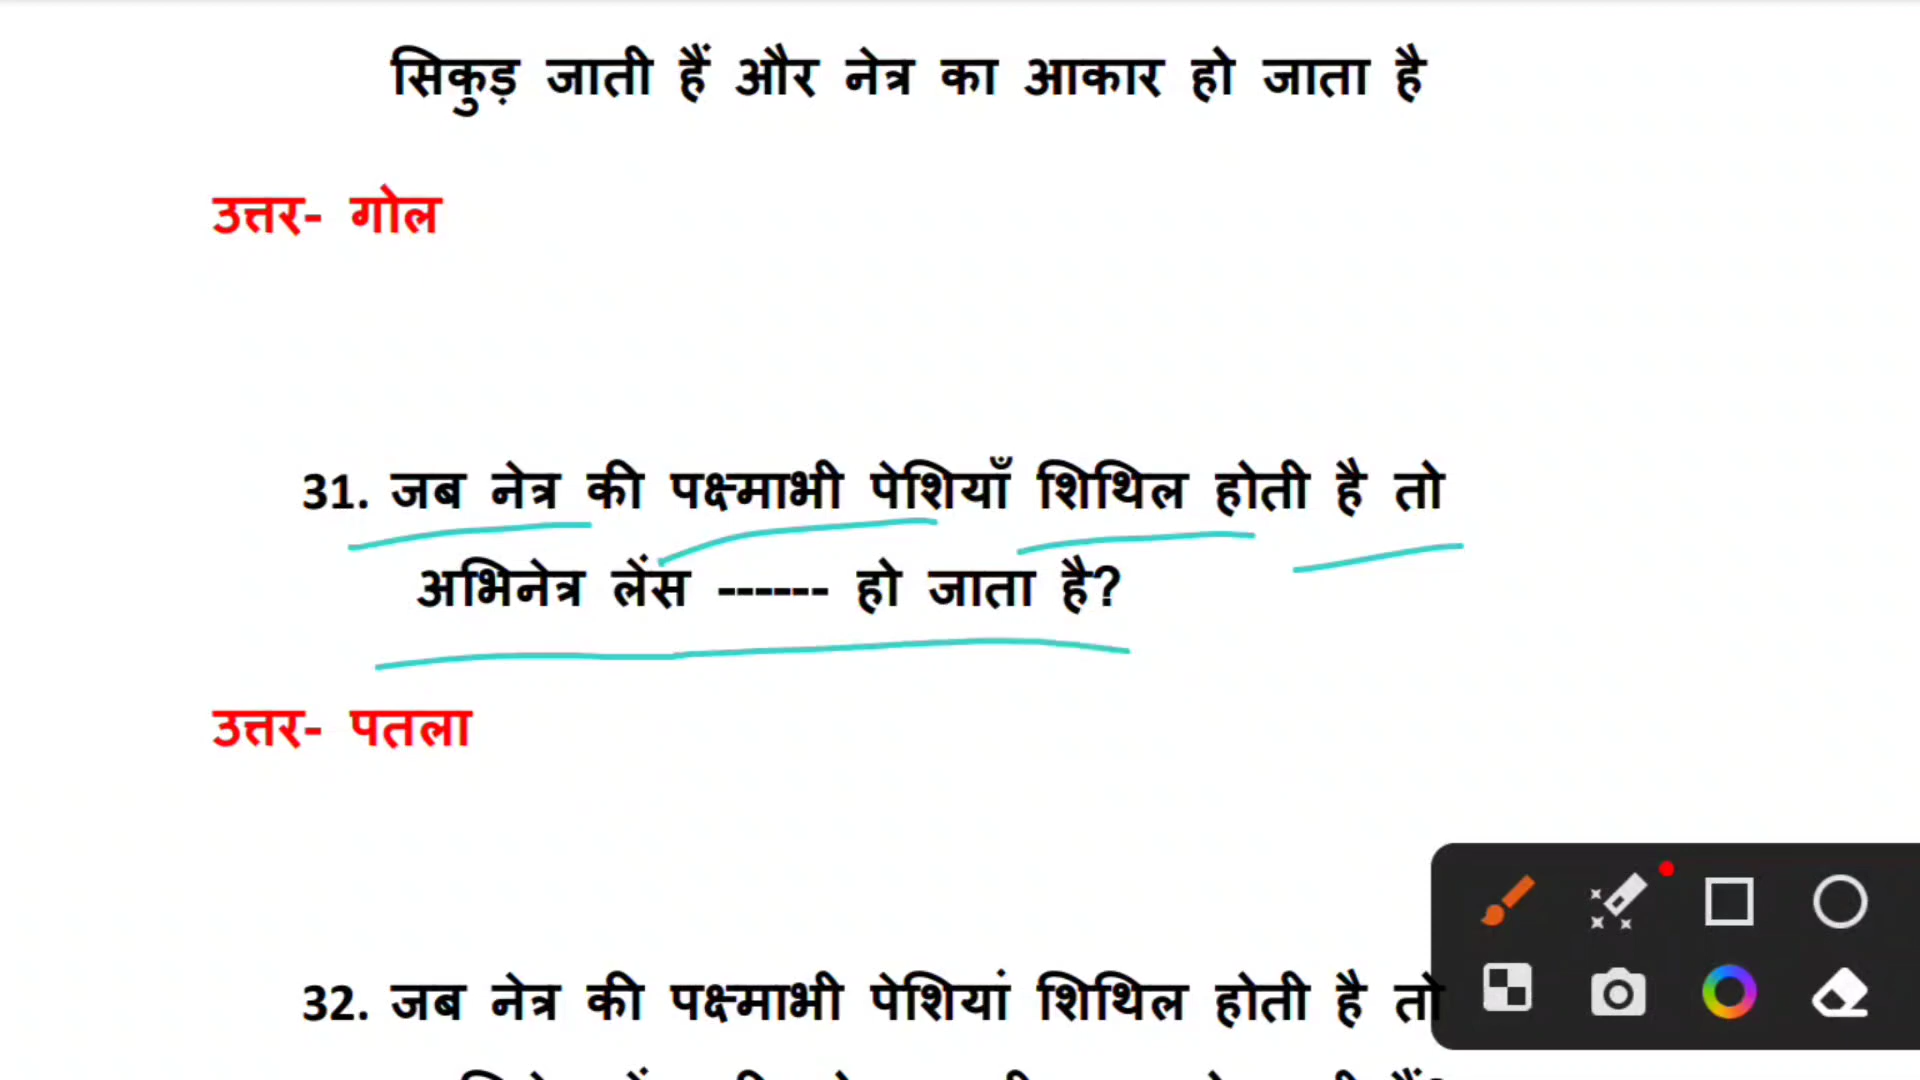 सिकुड़ जाती हैं और नेत्र का आकार हो जाता है
उत्तर- गोल
31. जब नेत्र की पक्ष्माभी पेशियाँ शिथिल होती है तो
अभिनेत्र लेंस ------ हो जाता है?
उत्तर- पतला
32. जब नेत्र की पक्ष्माभी पेशियां शिथिल होती है तो